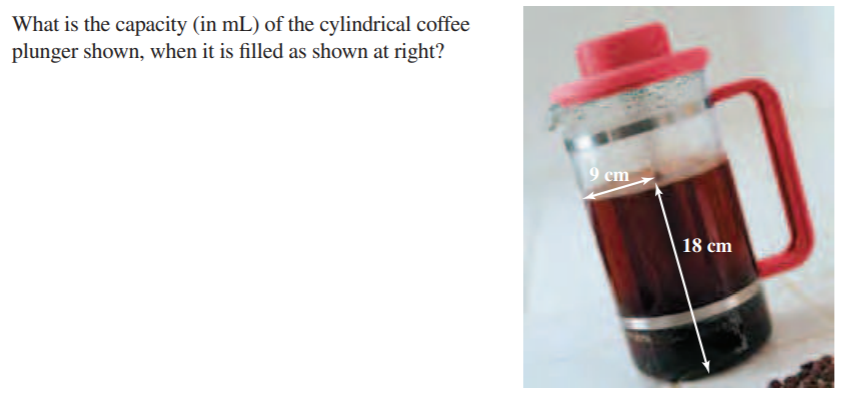 What is the capacity (in mL) of the cylindrical coffee
plunger shown, when it is filled as shown at right?
9 cm
18 cm